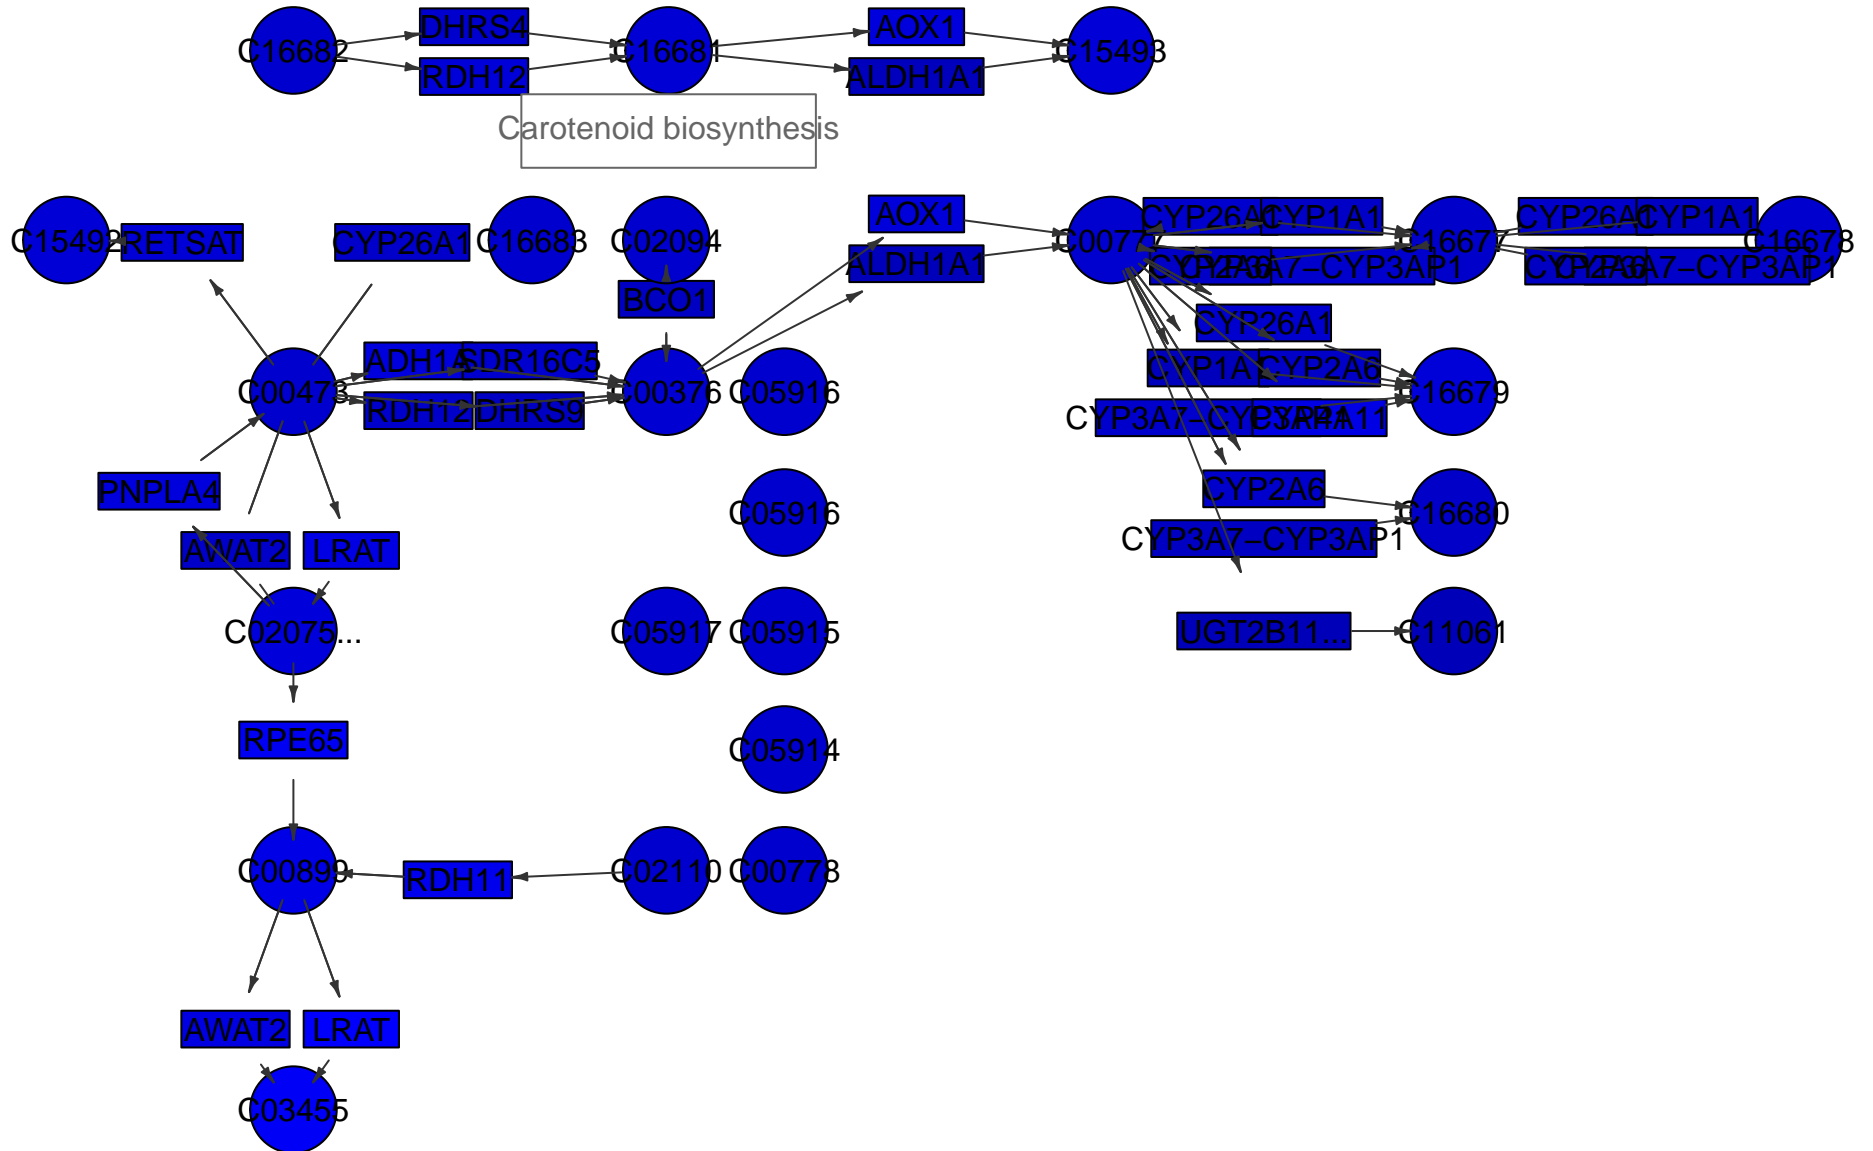 C16682
DHRS4
RDH12
C16681
AOX1
ALDH1A1
C15493
Carotenoid biosynthesis
C15492
RETSAT
CYP26A1
C16683
C02094
BCO1
AOX1
ALDH1A1
CYP26A1
CYP1A1
CYP2A6
CYP3A7−CYP3AP1
C16677
CYP26A1
CYP1A1
CYP3A7−CYP3AP1
C16678
C00473
ADH1A
SDR16C5
RDH12
DHRS9
C00376
C05916
CYP26A1
CYP1A1
CYP2A6
C16679
PNPLA4
AWAT2
LRAT
C05916
CYP2A6
CYP3A7−CYP3AP1
C16680
C02075...
C05917
C05915
UGT2B11...
C11061
RPE65
C05914
C00899
RDH11
C02110
C00778
AWAT2
LRAT
C03455